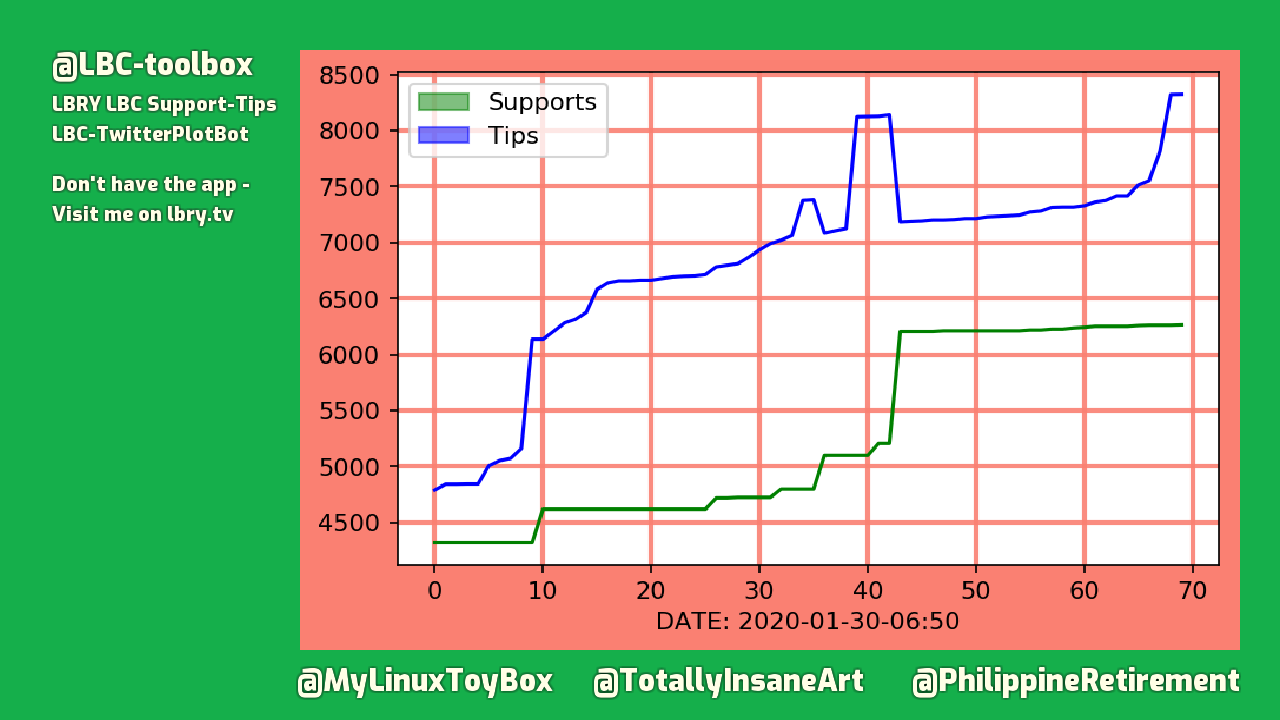 @LBC-toolbox
LBRY LBC Support-Tips
LBC-TwitterPlotBot
Don't have the app -
Visit me on lbry.tv
Supports
Tips
8500
8000
7500
7000
6500
6000
5500
5000
4500
0 10 20 30 40 50 60 70
DATE: 2020-01-30-06:50
@MyLinuxToyBox @TotallyInsaneArt @PhilippineRetirement